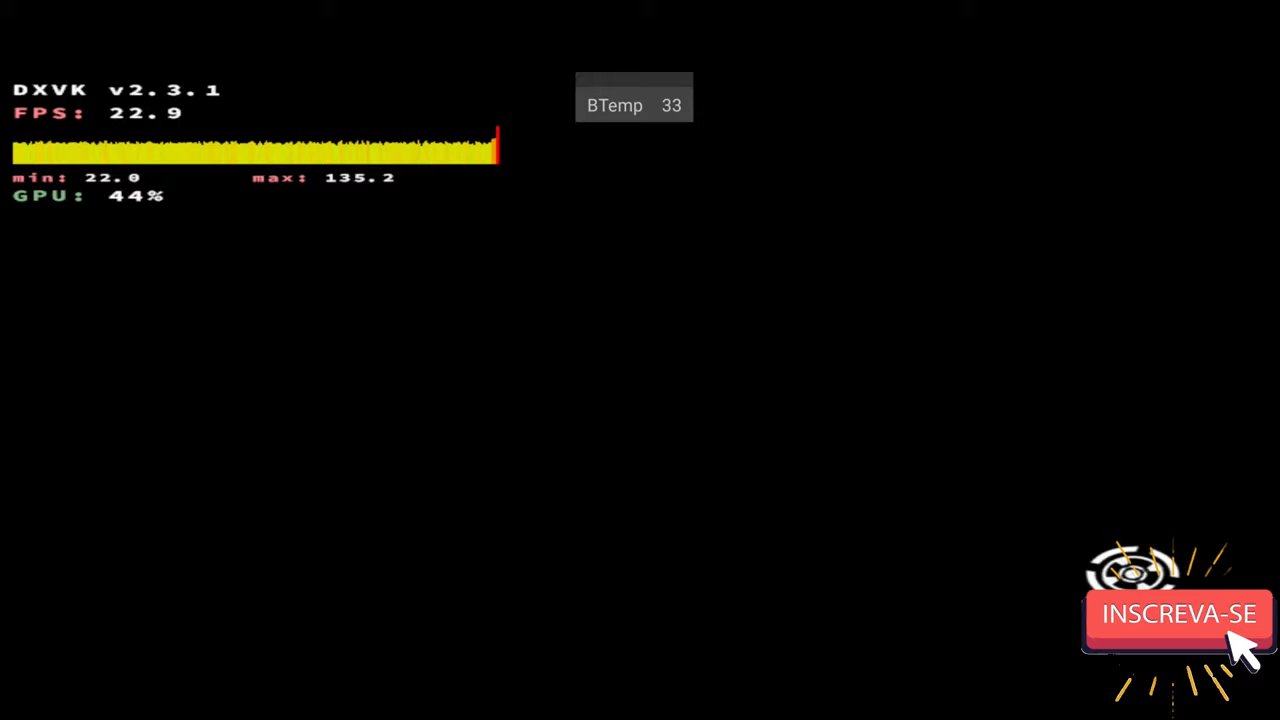 DXVK v2.3.1
FPS: 22.9
min: 22.0 max: 135.2
GPU: 44%
BTemp 33
INSCREVA-SE